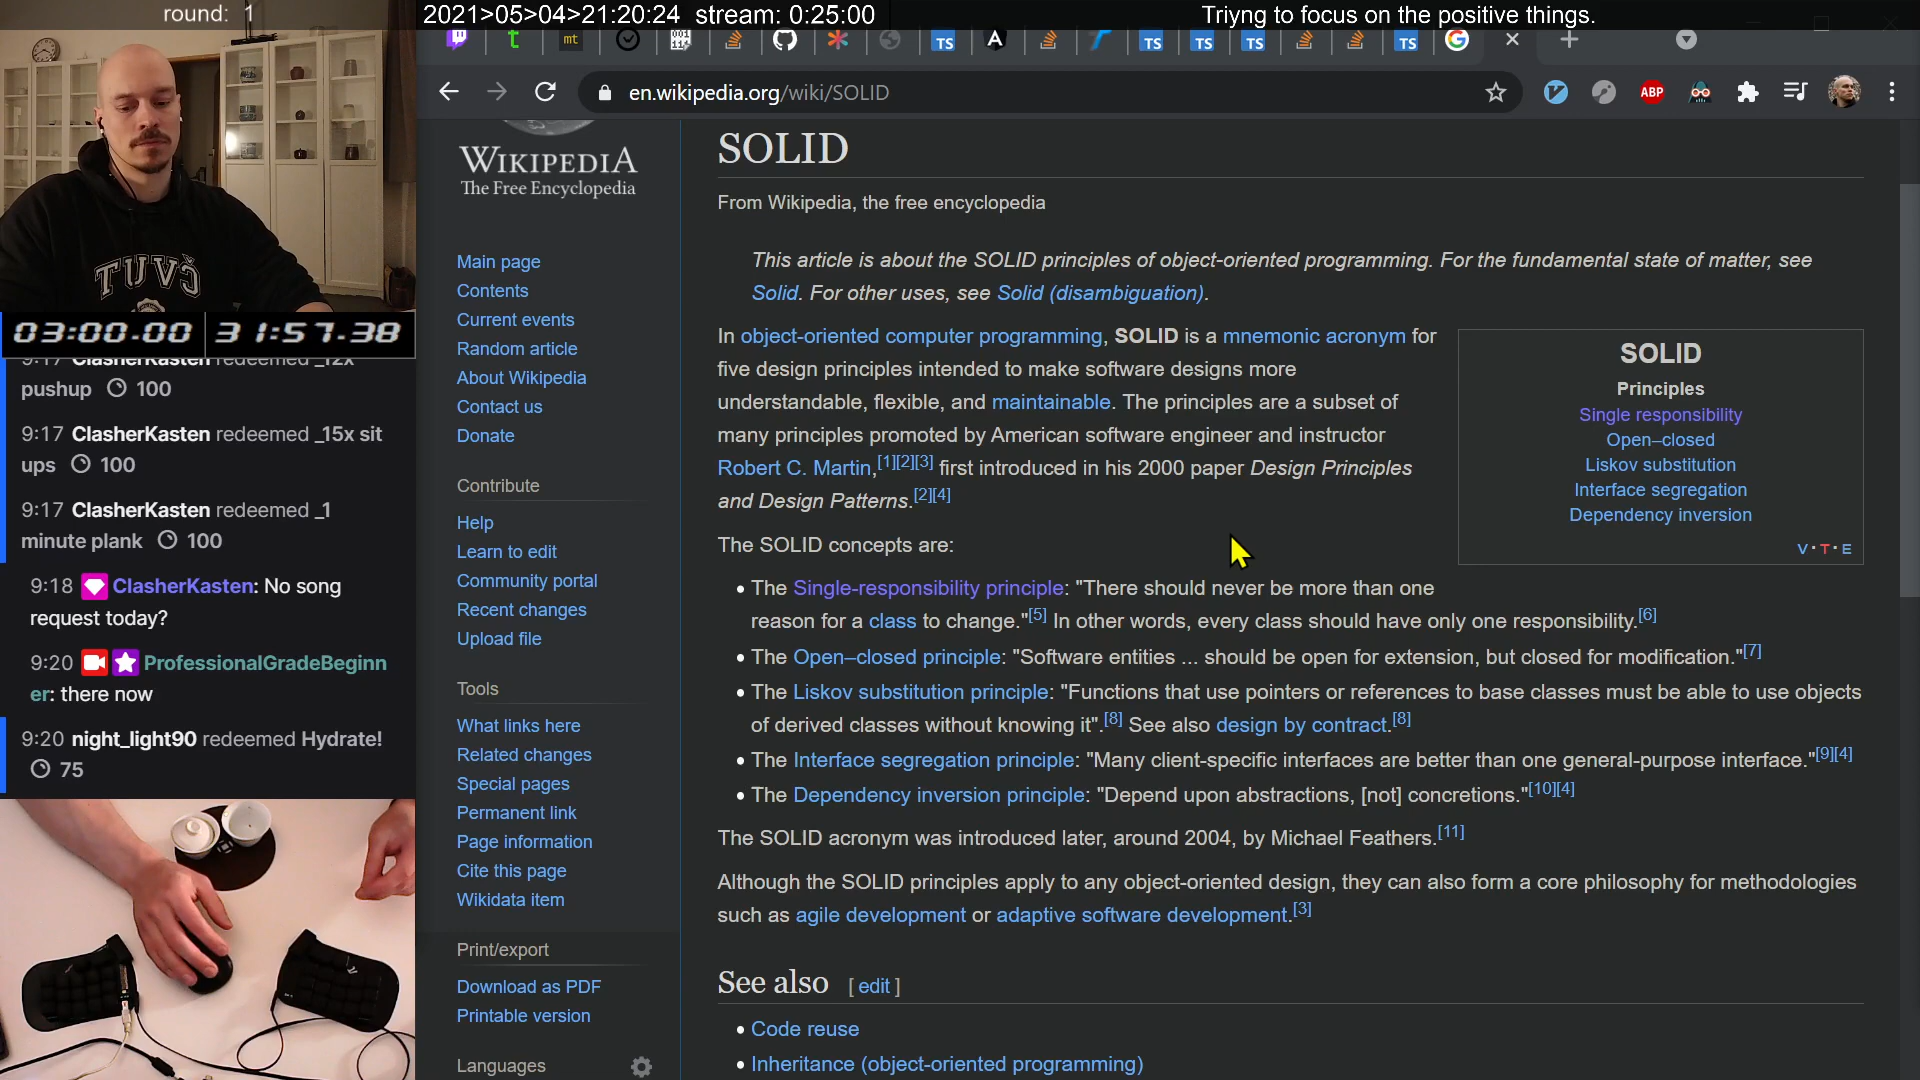 round: 1
2021>05>04>21:20:24 stream: 0:25:00
Triyng to focus on the positive things.
en.wikipedia.org/wiki/SOLID
ABP
TUVƆ
03:00.00 31:57.38
9:17 ClasherKasten redeemed _12x
pushup 100
9:17 ClasherKasten redeemed _15x sit
ups 100
9:17 ClasherKasten redeemed _1
minute plank 100
9:18 ClasherKasten: No song
request today?
9:20 ProfessionalGradeBeginn
er: there now
9:20 night_light90 redeemed Hydrate!
75
WIKIPEDIA
The Free Encyclopedia
Main page
Contents
Current events
Random article
About Wikipedia
Contact us
Donate
Contribute
Help
Learn to edit
Community portal
Recent changes
Upload file
Tools
What links here
Related changes
Special pages
Permanent link
Page information
Cite this page
Wikidata item
Print/export
Download as PDF
Printable version
Languages
SOLID
From Wikipedia, the free encyclopedia
This article is about the SOLID principles of object-oriented programming. For the fundamental state of matter, see
Solid. For other uses, see Solid (disambiguation).
In object-oriented computer programming, SOLID is a mnemonic acronym for
five design principles intended to make software designs more
understandable, flexible, and maintainable. The principles are a subset of
many principles promoted by American software engineer and instructor
Robert C. Martin,[1][2][3] first introduced in his 2000 paper Design Principles
and Design Patterns.[2][4]
SOLID
Principles
Single responsibility
Open–closed
Liskov substitution
Interface segregation
Dependency inversion
V·T·E
The SOLID concepts are:
• The Single-responsibility principle: "There should never be more than one
reason for a class to change."[5] In other words, every class should have only one responsibility.[6]
• The Open–closed principle: "Software entities ... should be open for extension, but closed for modification."[7]
• The Liskov substitution principle: "Functions that use pointers or references to base classes must be able to use objects
of derived classes without knowing it".[8] See also design by contract.[8]
• The Interface segregation principle: "Many client-specific interfaces are better than one general-purpose interface."[9][4]
• The Dependency inversion principle: "Depend upon abstractions, [not] concretions."[10][4]
The SOLID acronym was introduced later, around 2004, by Michael Feathers.[11]
Although the SOLID principles apply to any object-oriented design, they can also form a core philosophy for methodologies
such as agile development or adaptive software development.[3]
See also [ edit ]
• Code reuse
• Inheritance (object-oriented programming)